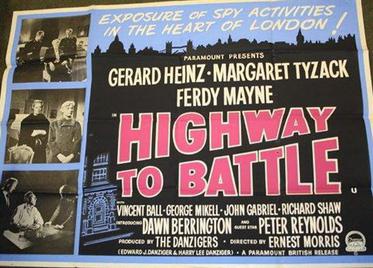 EXPOSURE OF SPY ACTIVITIES
IN THE HEART OF LONDON!
PARAMOUNT PRESENTS
GERARD HEINZ · MARGARET TYZACK
FERDY MAYNE
IN
HIGHWAY
TO BATTLE
U
WITH
VINCENT BALL · GEORGE MIKELL · JOHN GABRIEL · RICHARD SHAW
INTRODUCING DAWN BERRINGTON AND GUEST STAR PETER REYNOLDS
PRODUCED BY THE DANZIGERS · DIRECTED BY ERNEST MORRIS
(EDWARD J. DANZIGER & HARRY LEE DANZIGER) · A PARAMOUNT BRITISH RELEASE